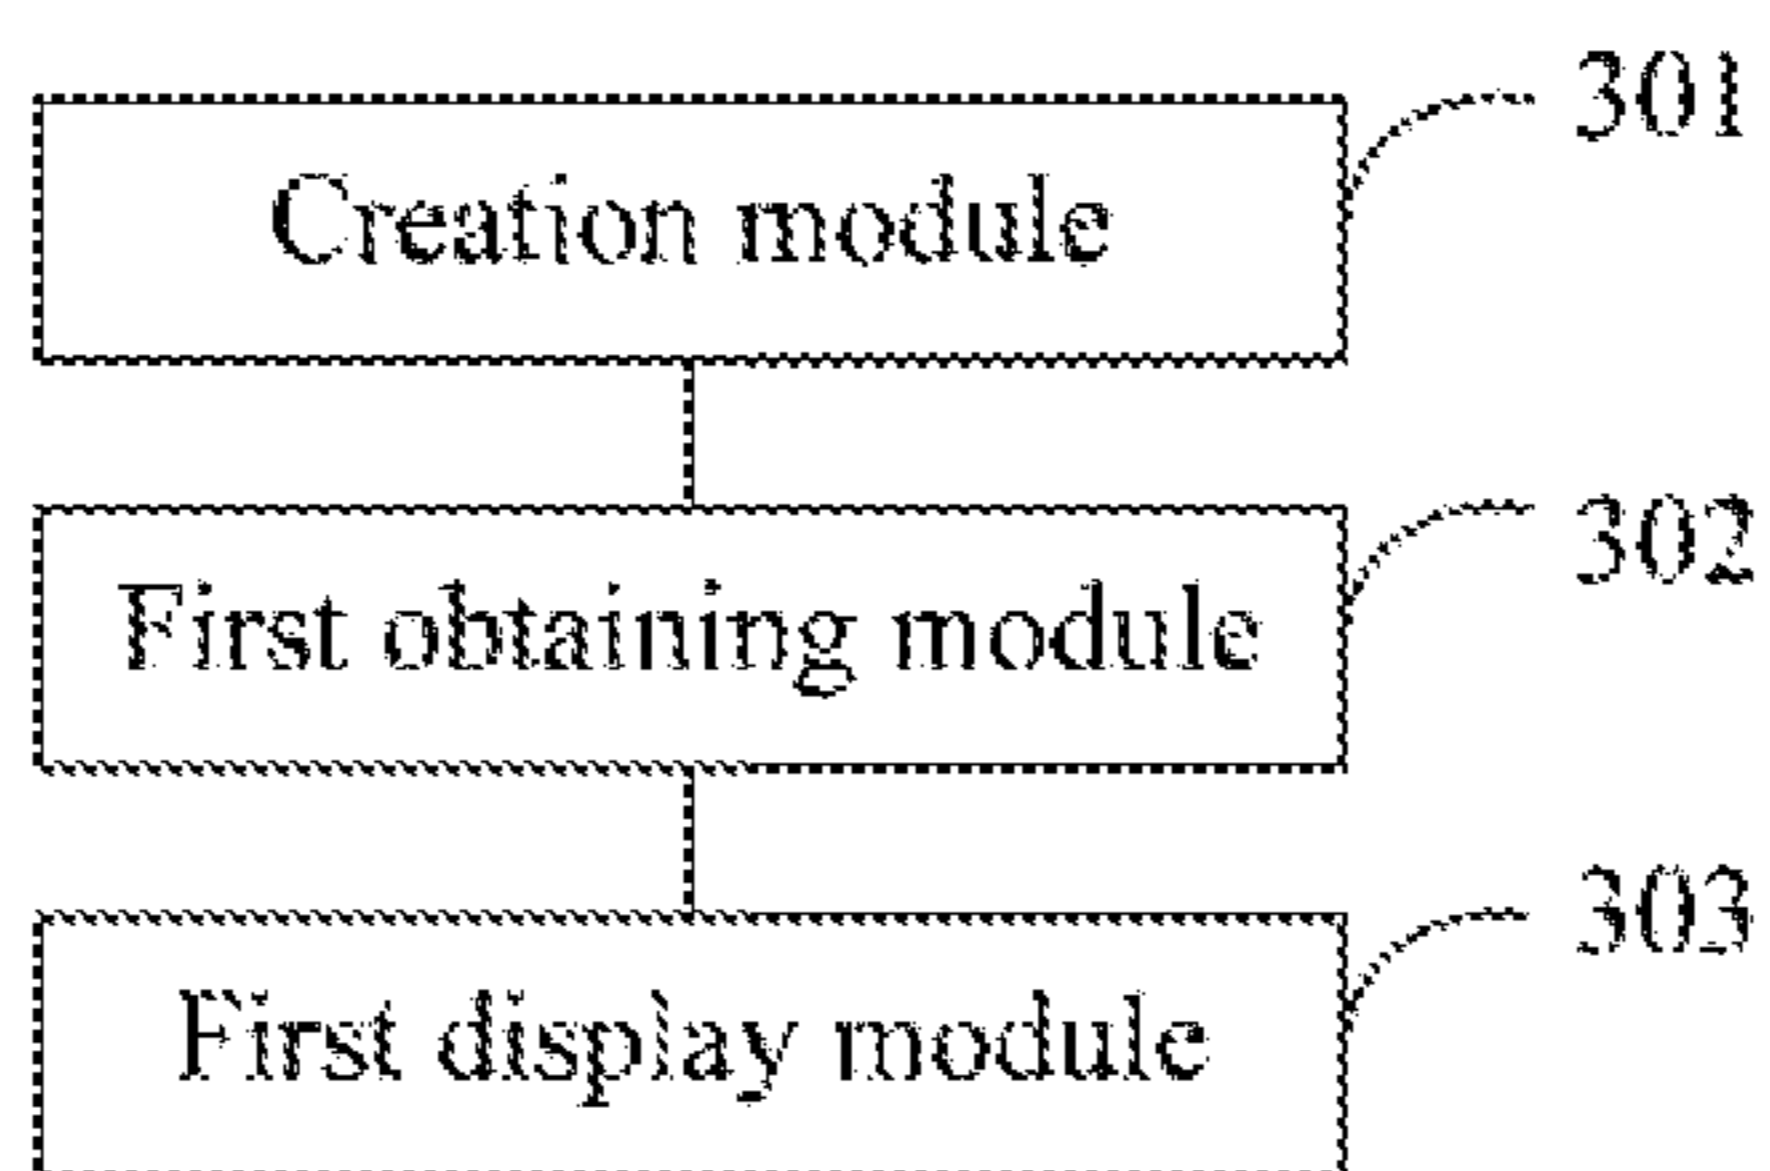 301
Creation module
302
First obtaining module
303
First display module